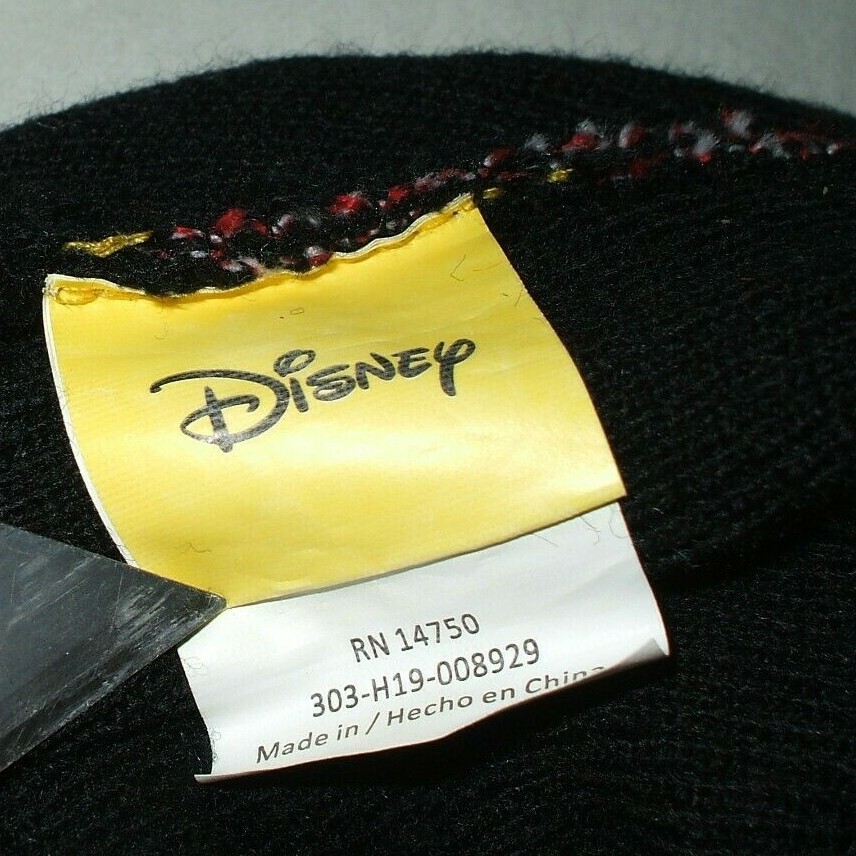 Disney
RN 14750
303-H19-008929
Made in / Hecho en China